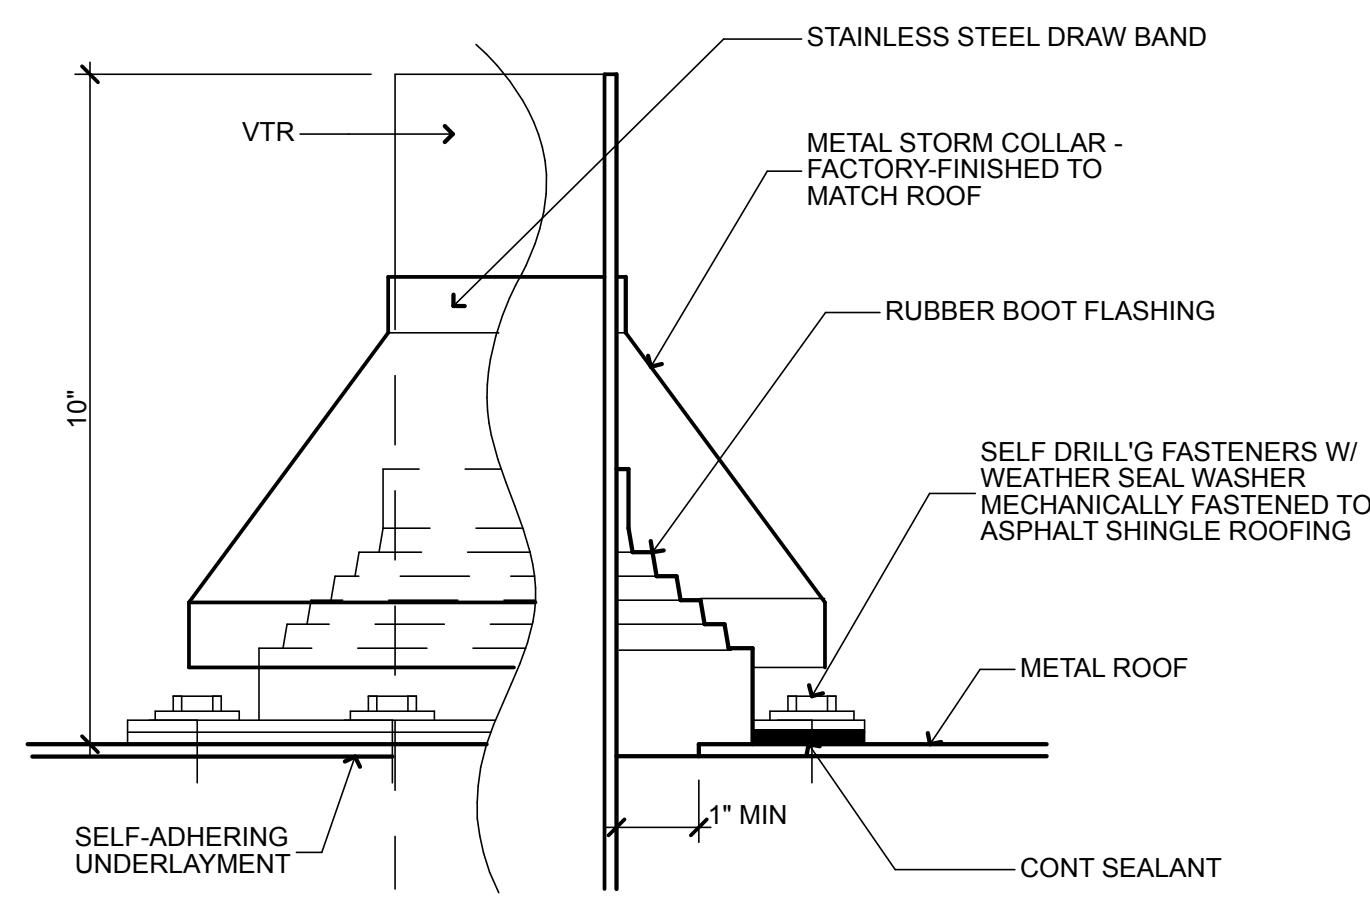 STAINLESS STEEL DRAW BAND
VTR
METAL STORM COLLAR -
FACTORY-FINISHED TO
MATCH ROOF
RUBBER BOOT FLASHING
10"
SELF DRILL'G FASTENERS W/
WEATHER SEAL WASHER
MECHANICALLY FASTENED TO
ASPHALT SHINGLE ROOFING
METAL ROOF
1" MIN
SELF-ADHERING
UNDERLAYMENT
CONT SEALANT